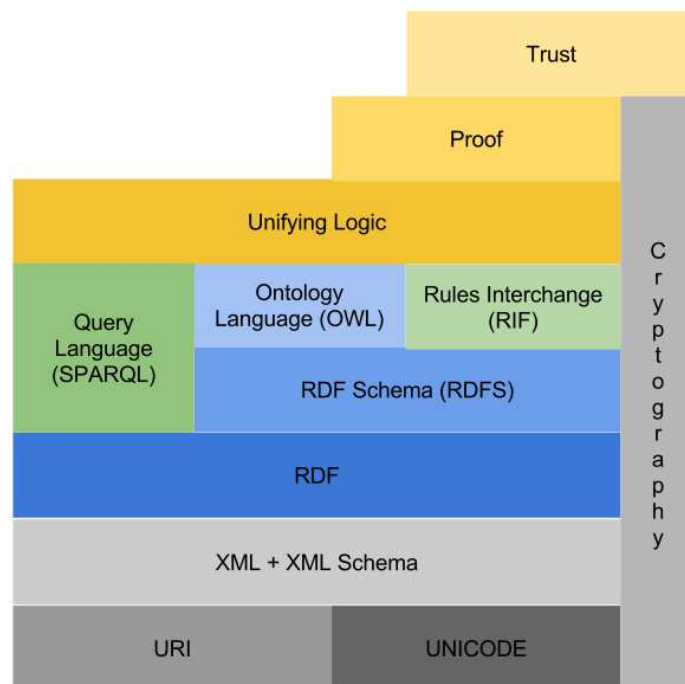 Trust
Proof
Unifying Logic
Query
Language
(SPARQL)
Ontology
Language (OWL)
Rules Interchange
(RIF)
RDF Schema (RDFS)
RDF
XML + XML Schema
URI
UNICODE
Cryptography